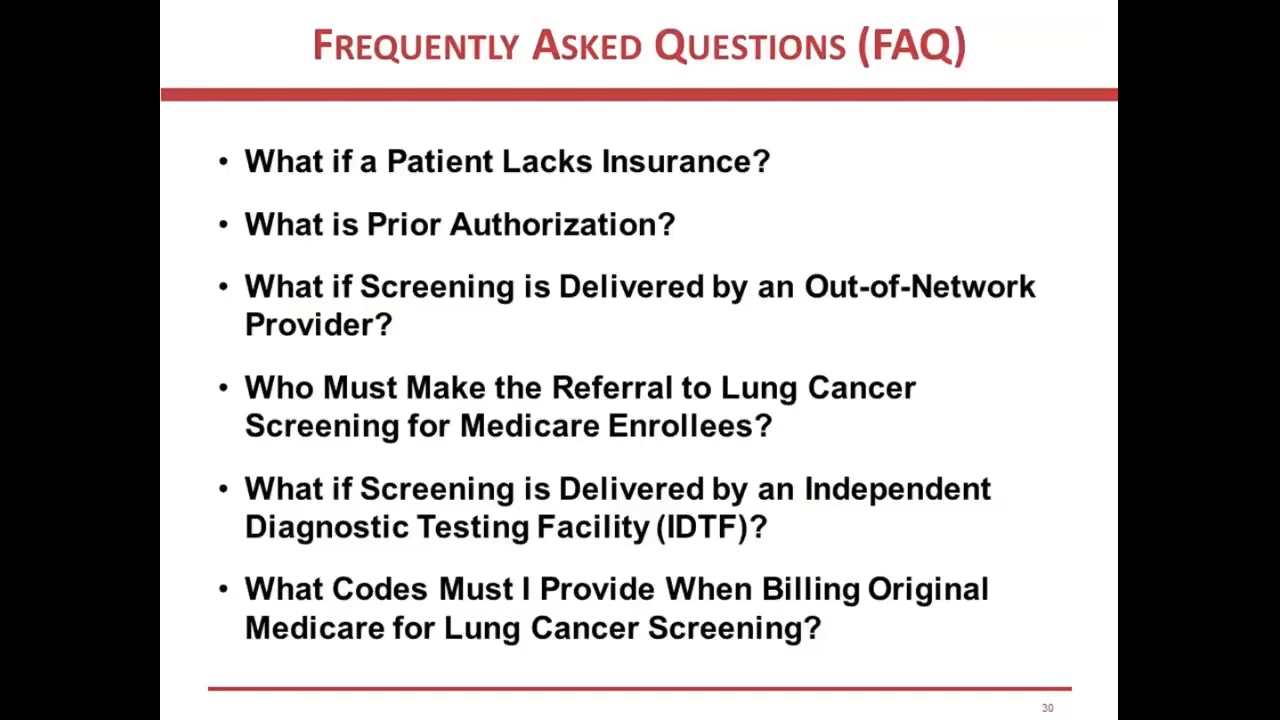 FREQUENTLY ASKED QUESTIONS (FAQ)
• What if a Patient Lacks Insurance?
• What is Prior Authorization?
• What if Screening is Delivered by an Out-of-Network
Provider?
• Who Must Make the Referral to Lung Cancer
Screening for Medicare Enrollees?
• What if Screening is Delivered by an Independent
Diagnostic Testing Facility (IDTF)?
• What Codes Must I Provide When Billing Original
Medicare for Lung Cancer Screening?
30